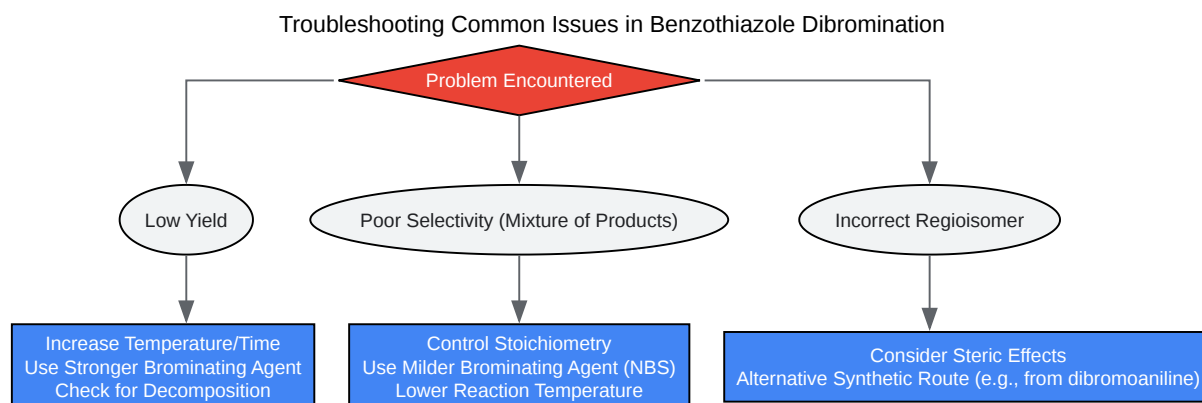 Troubleshooting Common Issues in Benzothiazole Dibromination
Problem Encountered
Low Yield
Poor Selectivity (Mixture of Products)
Incorrect Regioisomer
Increase Temperature/Time
Use Stronger Brominating Agent
Check for Decomposition
Control Stoichiometry
Use Milder Brominating Agent (NBS)
Lower Reaction Temperature
Consider Steric Effects
Alternative Synthetic Route (e.g., from dibromoaniline)